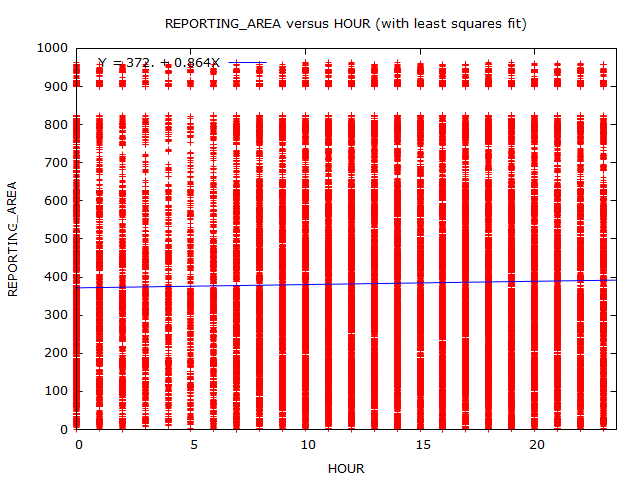 REPORTING_AREA versus HOUR (with least squares fit)
Y = 372. + 0.864X
1000
900
800
700
600
500
400
300
200
100
0
REPORTING_AREA
0 5 10 15 20
HOUR